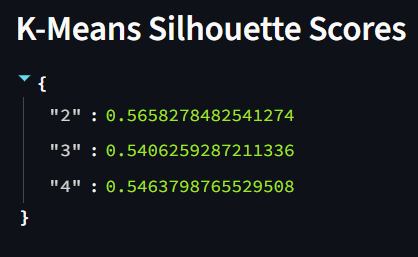 K-Means Silhouette Scores
{
"2" : 0.5658278482541274
"3" : 0.5406259287211336
"4" : 0.5463798765529508
}